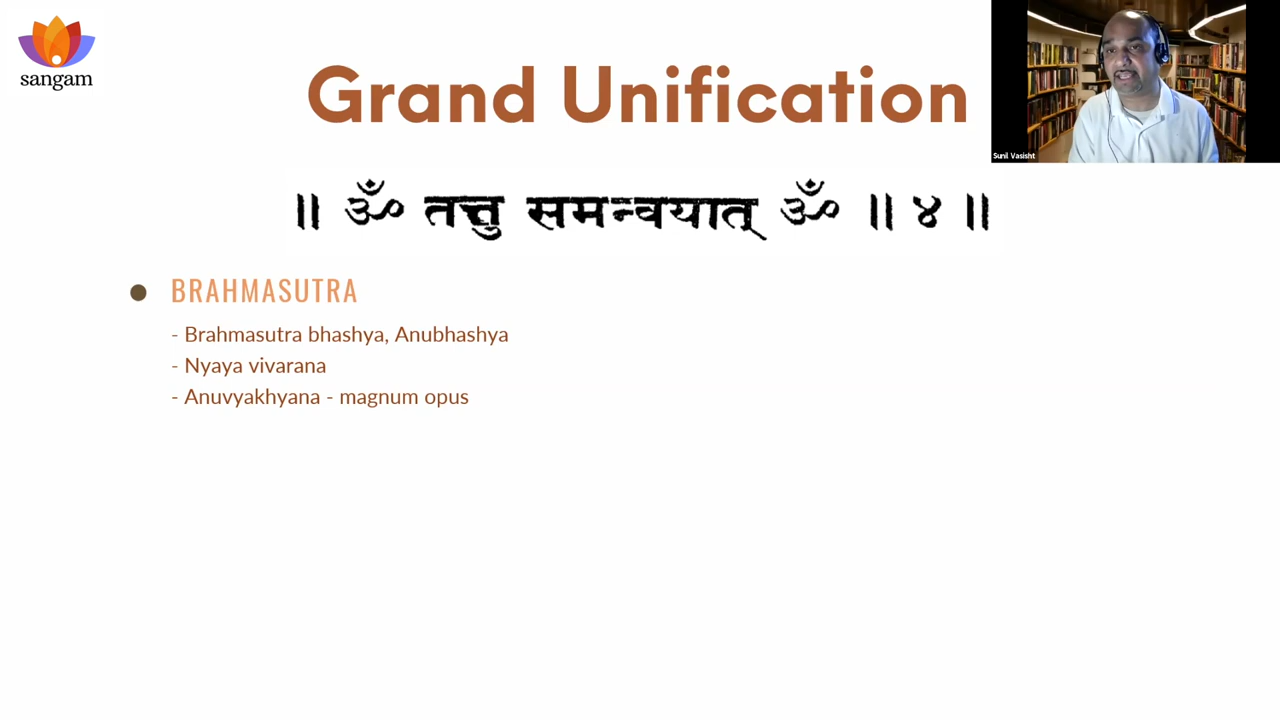 sangam
Grand Unification
Sunil Vasisht
॥ ॐ तत्तु समन्वयात् ॐ ॥ ४ ॥
BRAHMASUTRA
- Brahmasutra bhashya, Anubhashya
- Nyaya vivarana
- Anuvyakhyana - magnum opus